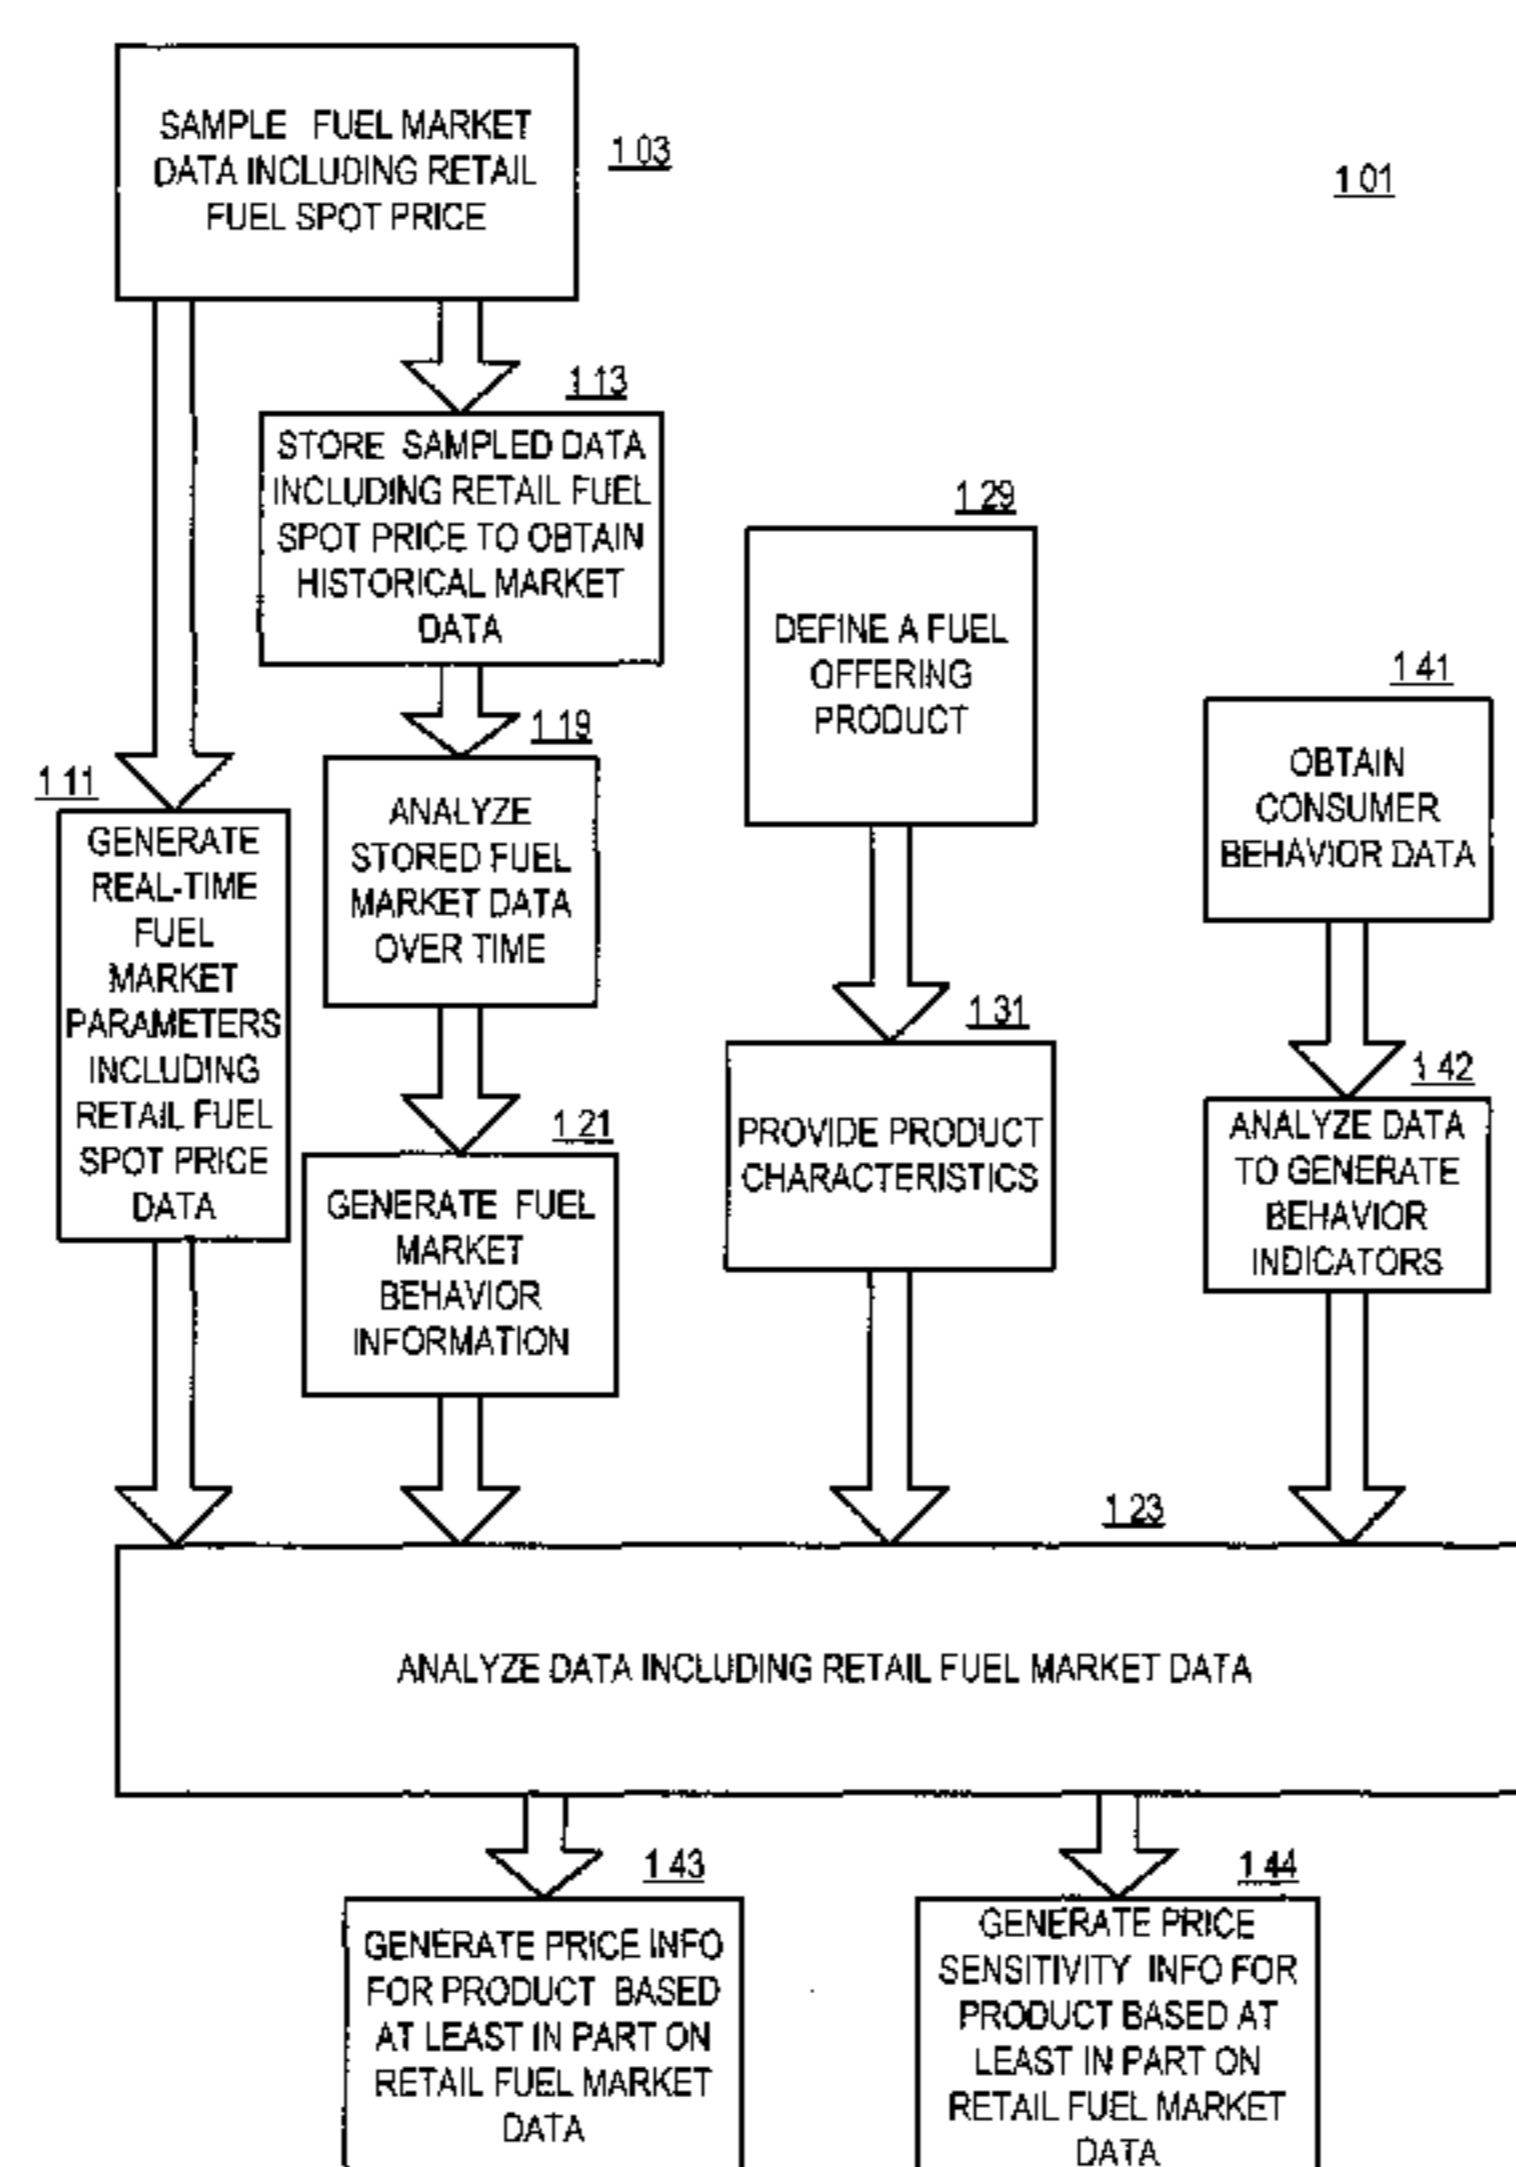 SAMPLE FUEL MARKET
DATA INCLUDING RETAIL
FUEL SPOT PRICE
103
101
113
STORE SAMPLED DATA
INCLUDING RETAIL FUEL
SPOT PRICE TO OBTAIN
HISTORICAL MARKET
DATA
129
DEFINE A FUEL
OFFERING
PRODUCT
141
OBTAIN
CONSUMER
BEHAVIOR DATA
119
ANALYZE
STORED FUEL
MARKET DATA
OVER TIME
111
GENERATE
REAL-TIME
FUEL
MARKET
PARAMETERS
INCLUDING
RETAIL FUEL
SPOT PRICE
DATA
131
PROVIDE PRODUCT
CHARACTERISTICS
142
ANALYZE DATA
TO GENERATE
BEHAVIOR
INDICATORS
121
GENERATE FUEL
MARKET
BEHAVIOR
INFORMATION
123
ANALYZE DATA INCLUDING RETAIL FUEL MARKET DATA
143
GENERATE PRICE INFO
FOR PRODUCT BASED
AT LEAST IN PART ON
RETAIL FUEL MARKET
DATA
144
GENERATE PRICE
SENSITIVITY INFO FOR
PRODUCT BASED AT
LEAST IN PART ON
RETAIL FUEL MARKET
DATA